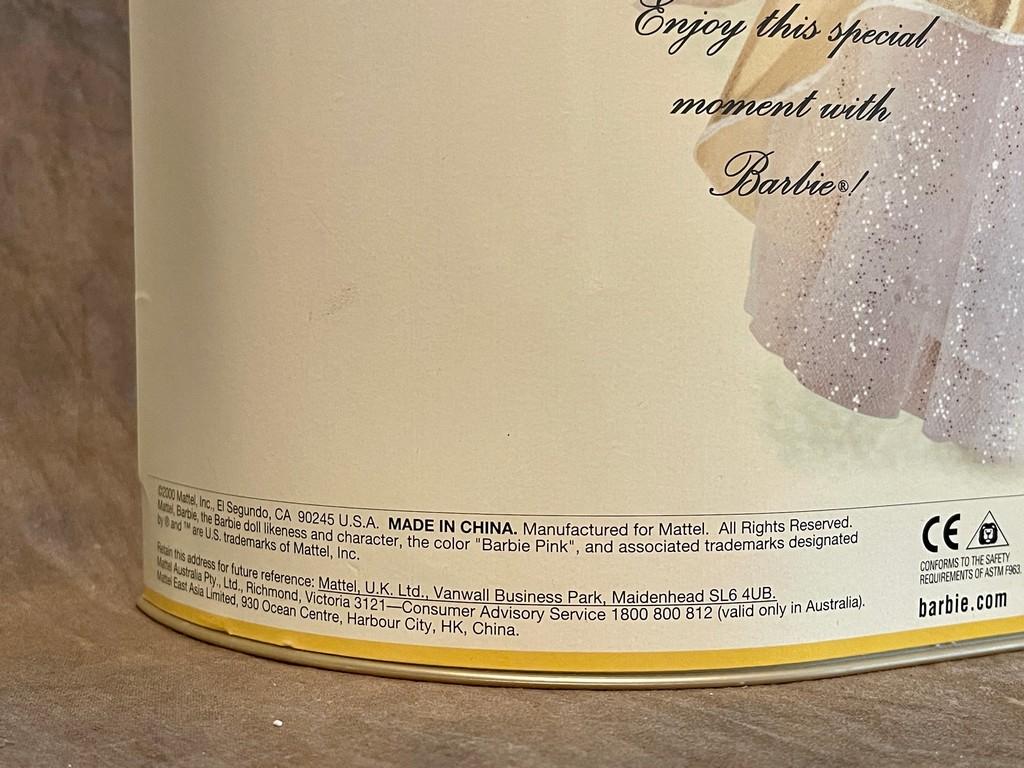 Enjoy this special
moment with
Barbie®!
©2000 Mattel, Inc., El Segundo, CA 90245 U.S.A. MADE IN CHINA. Manufactured for Mattel. All Rights Reserved.
Mattel, Barbie, the Barbie doll likeness and character, the color "Barbie Pink", and associated trademarks designated
by ® and ™ are U.S. trademarks of Mattel, Inc.
Retain this address for future reference: Mattel, U.K. Ltd., Vanwall Business Park, Maidenhead SL6 4UB.
Mattel Australia Pty., Ltd., Richmond, Victoria 3121—Consumer Advisory Service 1800 800 812 (valid only in Australia).
Mattel East Asia Limited, 930 Ocean Centre, Harbour City, HK, China.
CE
CONFORMS TO THE SAFETY
REQUIREMENTS OF ASTM F963.
barbie.com